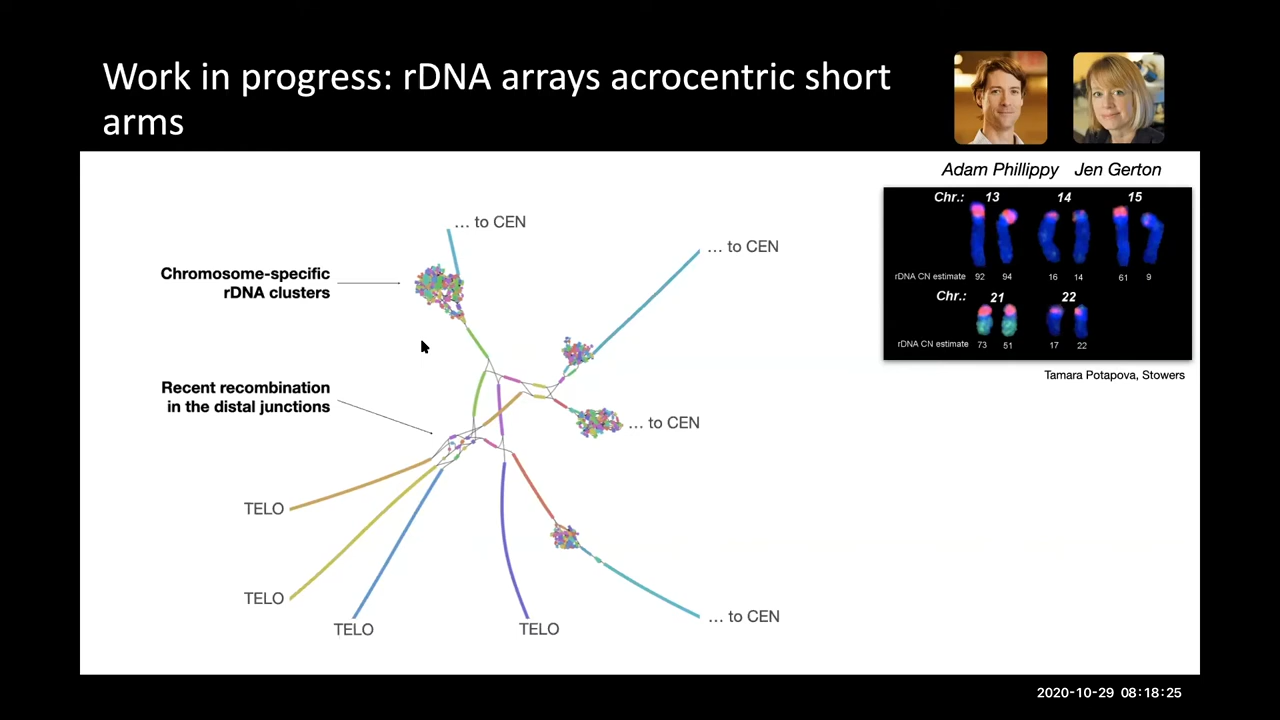 Work in progress: rDNA arrays acrocentric short
arms
Adam Phillippy Jen Gerton
Chr.: 13 14 15
rDNA CN estimate 92 94 16 14 61 9
Chr.: 21 22
rDNA CN estimate 73 51 17 22
Tamara Potapova, Stowers
... to CEN
... to CEN
Chromosome-specific
rDNA clusters
Recent recombination
in the distal junctions
... to CEN
TELO
TELO
TELO
TELO
... to CEN
2020-10-29 08:18:25